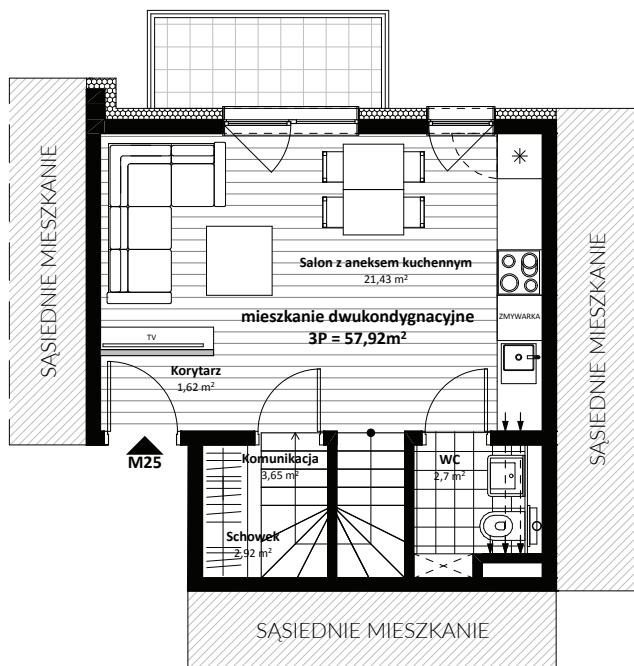 SĄSIEDNIE MIESZKANIE
Salon z aneksem kuchennym
21,43 m²
mieszkanie dwukondygnacyjne
3P = 57,92m²
ZMYWARKA
TV
Korytarz
1,62 m²
M25
Komunikacja
3,65 m²
WC
2,7 m²
Schowek
2,92 m²
SĄSIEDNIE MIESZKANIE
SĄSIEDNIE MIESZKANIE